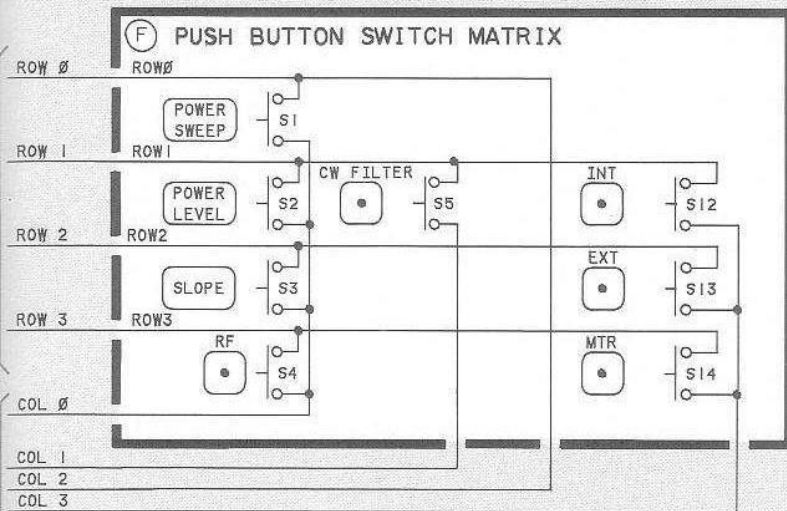 F PUSH BUTTON SWITCH MATRIX
ROW Ø ROWØ
POWER SWEEP S1
ROW 1 ROW1
CW FILTER INT
POWER LEVEL S2 S5 S12
ROW 2 ROW2
EXT
SLOPE S3 S13
ROW 3 ROW3
RF MTR
S4 S14
COL Ø
COL 1
COL 2
COL 3